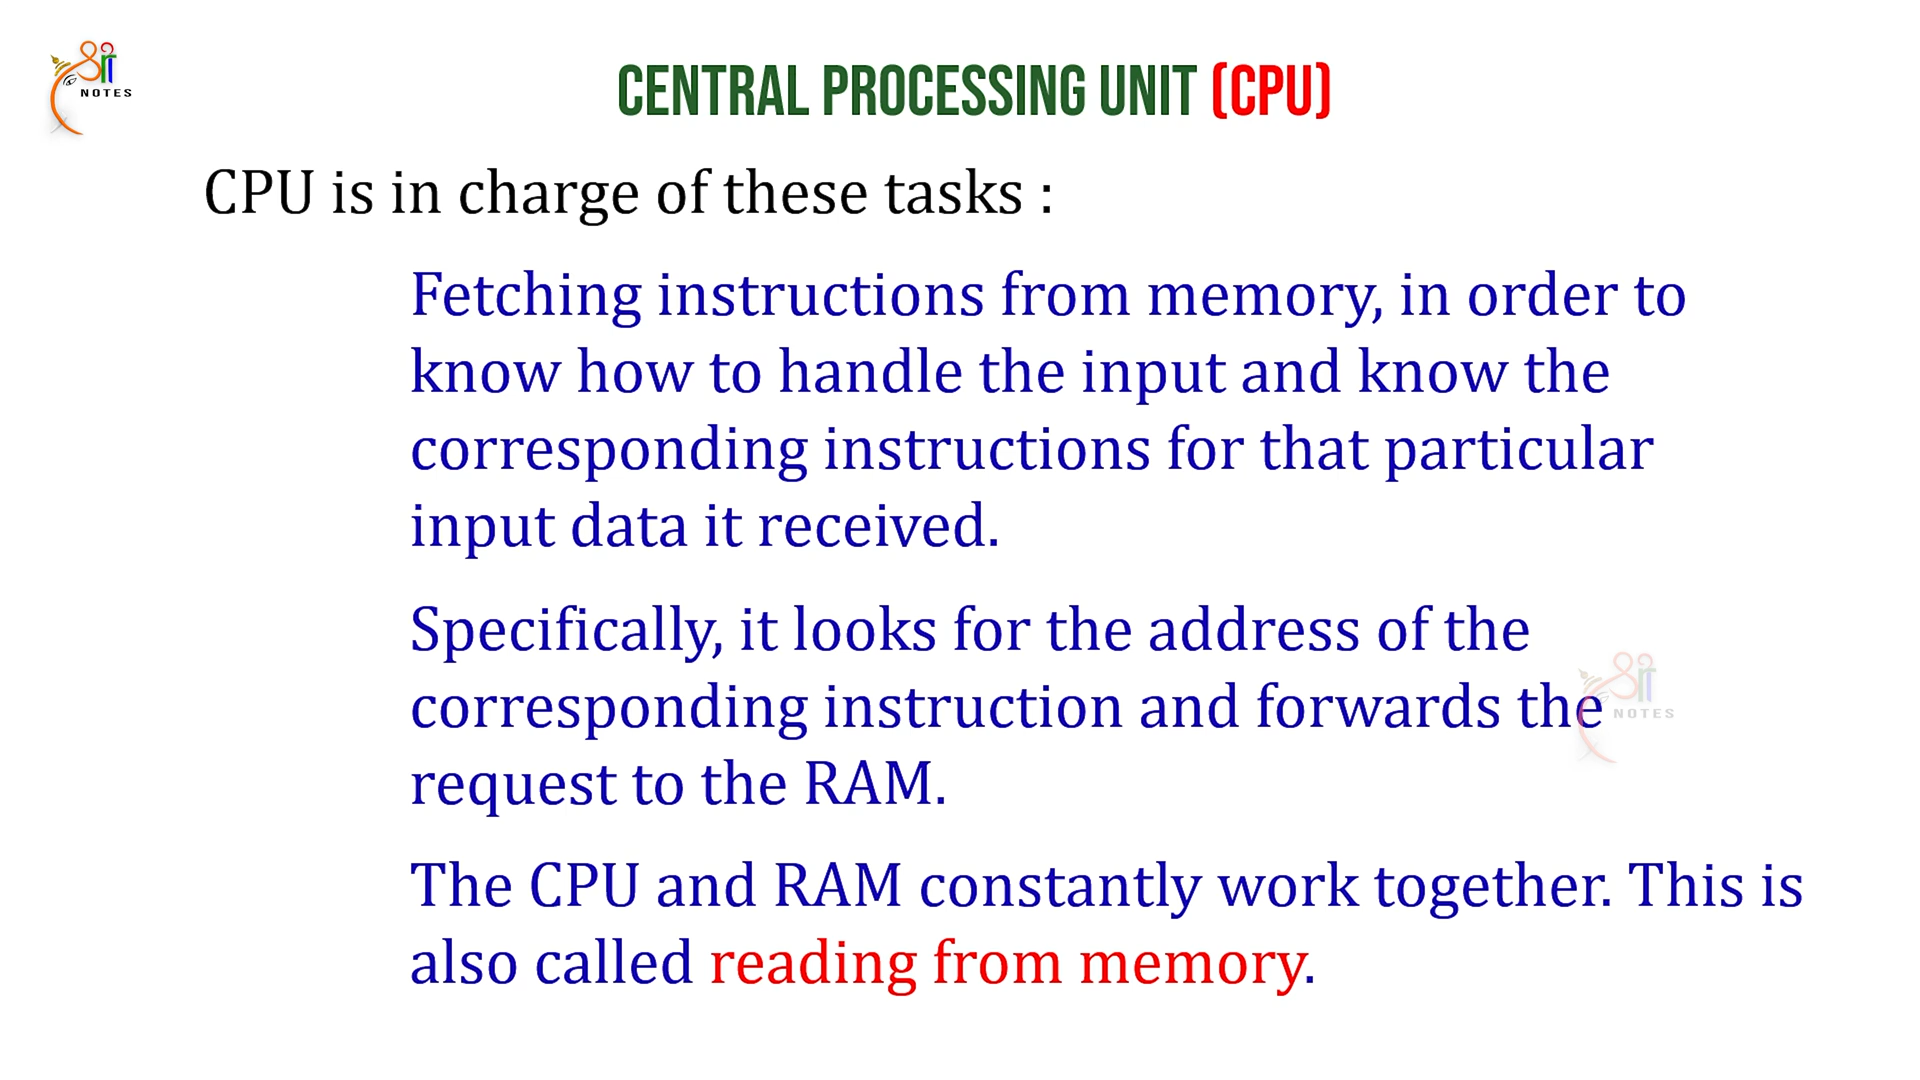 श्री
NOTES
CENTRAL PROCESSING UNIT (CPU)
CPU is in charge of these tasks :
Fetching instructions from memory, in order to
know how to handle the input and know the
corresponding instructions for that particular
input data it received.
Specifically, it looks for the address of the
corresponding instruction and forwards the
request to the RAM.
श्री
NOTES
The CPU and RAM constantly work together. This is
also called reading from memory.